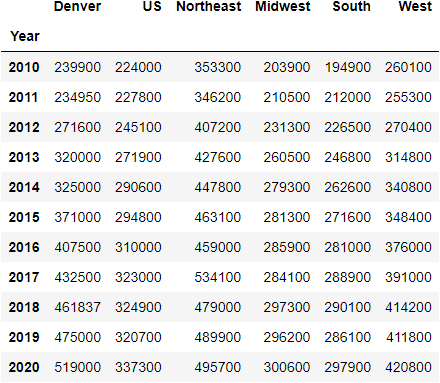 Denver US Northeast Midwest South West
Year
2010 239900 224000 353300 203900 194900 260100
2011 234950 227800 346200 210500 212000 255300
2012 271600 245100 407200 231300 226500 270400
2013 320000 271900 427600 260500 246800 314800
2014 325000 290600 447800 279300 262600 340800
2015 371000 294800 463100 281300 271600 348400
2016 407500 310000 459000 285900 281000 376000
2017 432500 323000 534100 284100 288900 391000
2018 461837 324900 479000 297300 290100 414200
2019 475000 320700 489900 296200 286100 411800
2020 519000 337300 495700 300600 297900 420800